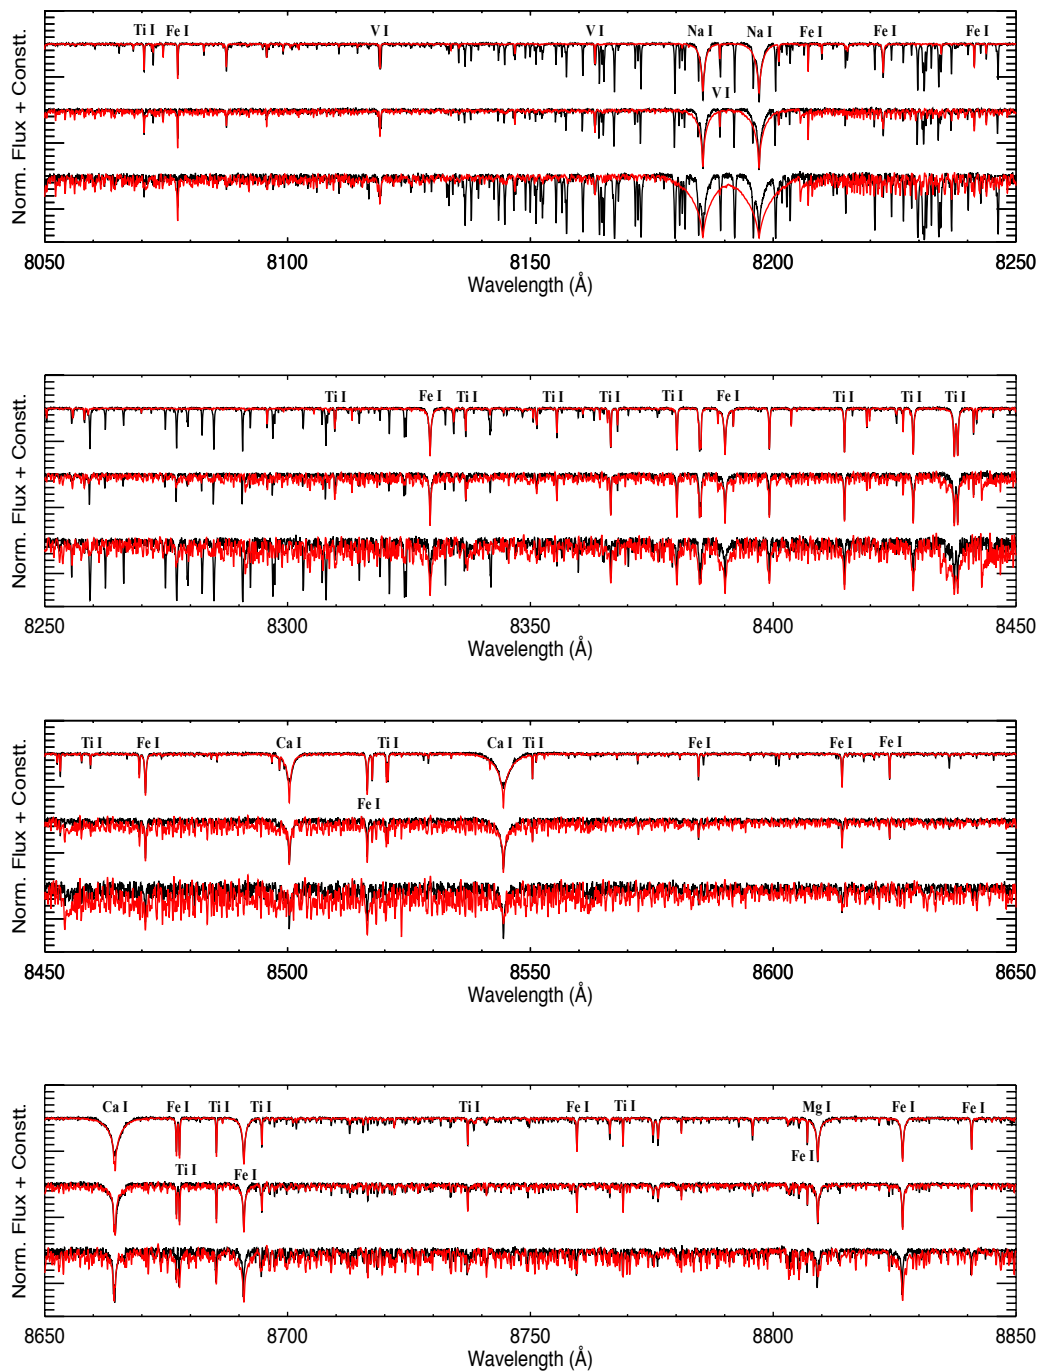 Ti I Fe I V I V I Na I Na I Fe I Fe I Fe I
V I
Norm. Flux + Constt.
8050 8100 8150 8200 8250
Wavelength (Å)
Ti I Fe I Ti I Ti I Ti I Ti I Fe I Ti I Ti I Ti I
Norm. Flux + Constt.
8250 8300 8350 8400 8450
Wavelength (Å)
Ti I Fe I Ca I Ti I Ca I Ti I Fe I Fe I Fe I
Fe I
Norm. Flux + Constt.
8450 8500 8550 8600 8650
Wavelength (Å)
Ca I Fe I Ti I Ti I Ti I Fe I Ti I Mg I Fe I Fe I
Ti I Fe I Fe I
Norm. Flux + Constt.
8650 8700 8750 8800 8850
Wavelength (Å)